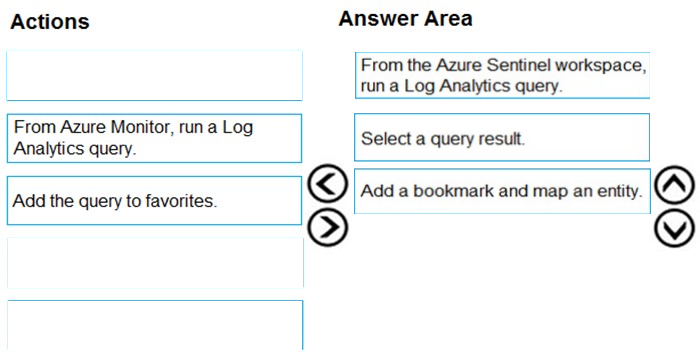 Actions
Answer Area
From the Azure Sentinel workspace,
run a Log Analytics query.
From Azure Monitor, run a Log
Analytics query.
Select a query result.
Add the query to favorites.
Add a bookmark and map an entity.